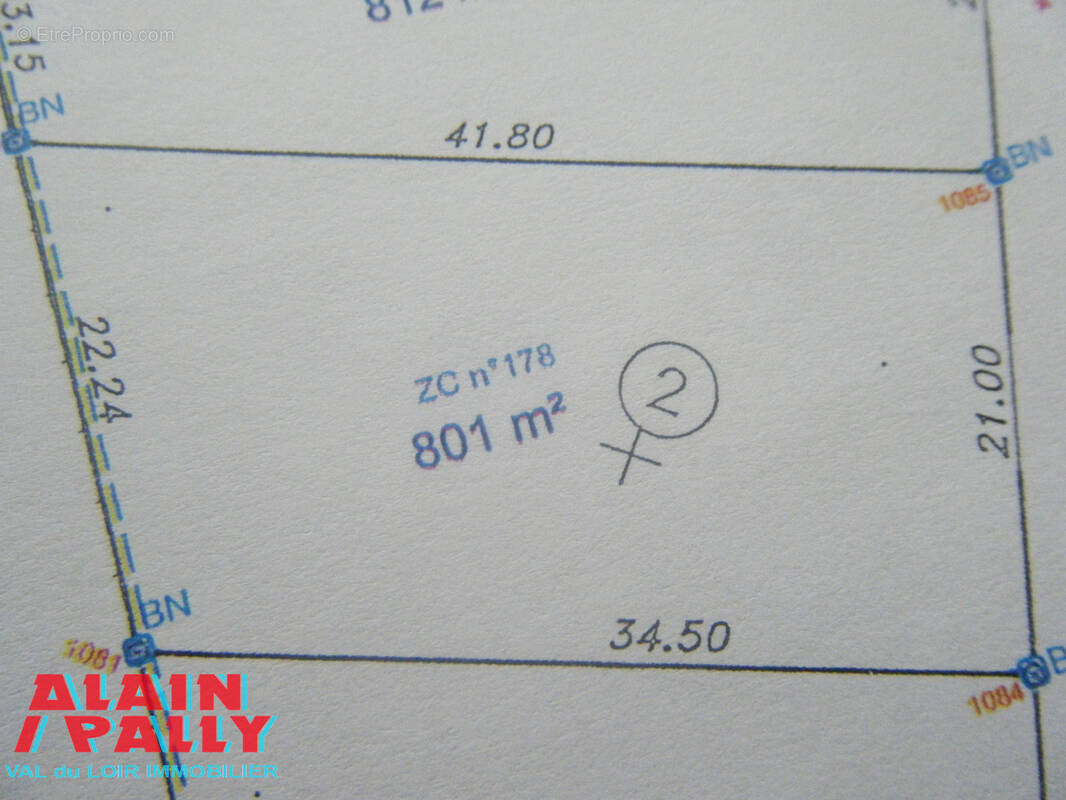 © EtreProprio.com
3.15
812
BN
41.80
BN
1085
22.24
ZC n°178
801 m²
2
21.00
BN
1081
34.50
1084
ALAIN
PALLY
VAL du LOIR IMMOBILIER